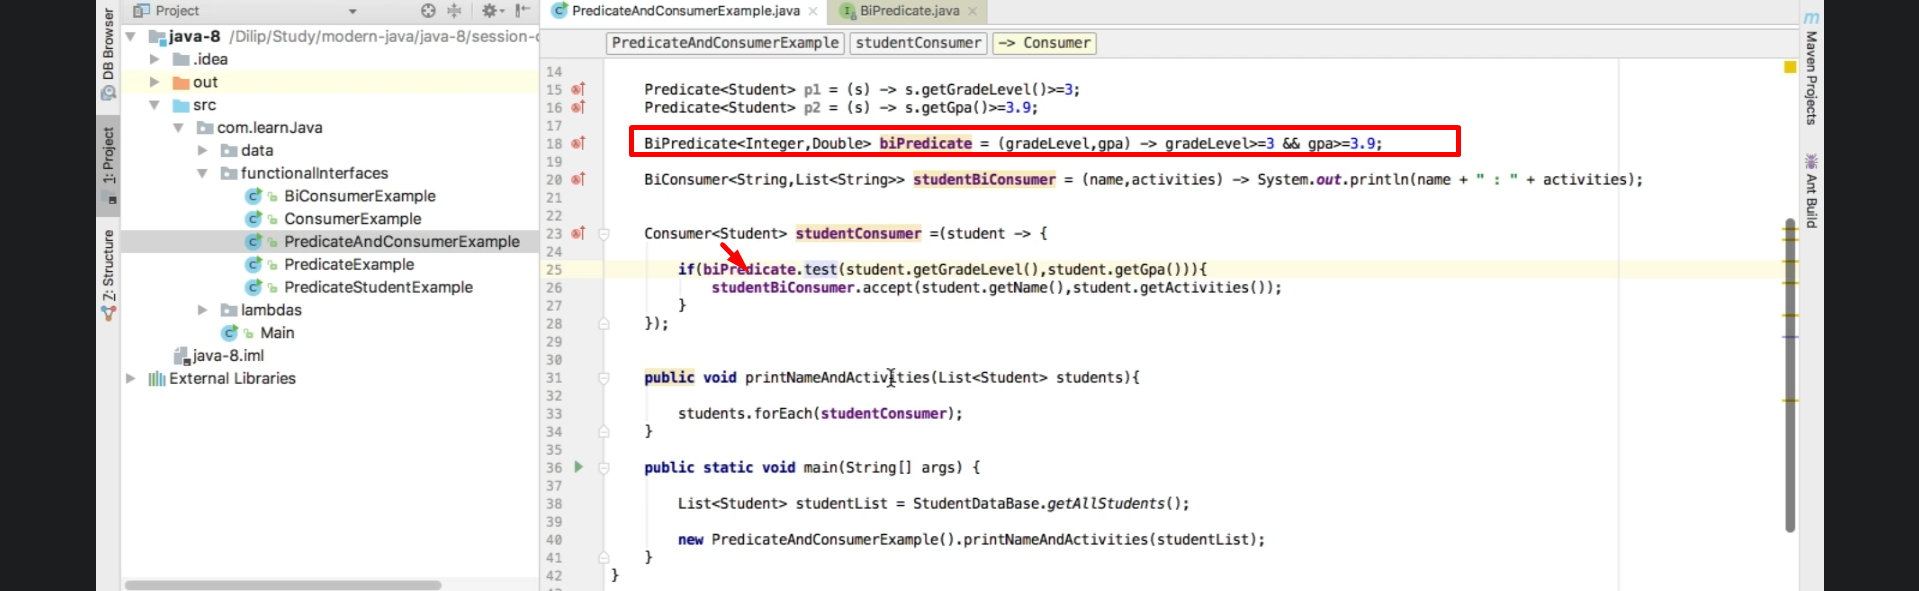 DB Browser
1: Project
Z: Structure
Project
java-8 /Dilip/Study/modern-java/java-8/session-
.idea
out
src
com.learnJava
data
functionalInterfaces
BiConsumerExample
ConsumerExample
PredicateAndConsumerExample
PredicateExample
PredicateStudentExample
lambdas
Main
java-8.iml
External Libraries
PredicateAndConsumerExample.java
BiPredicate.java
PredicateAndConsumerExample studentConsumer -> Consumer
14
15 Predicate<Student> p1 = (s) -> s.getGradeLevel()>=3;
16 Predicate<Student> p2 = (s) -> s.getGpa()>=3.9;
17
18 BiPredicate<Integer,Double> biPredicate = (gradeLevel,gpa) -> gradeLevel>=3 && gpa>=3.9;
19
20 BiConsumer<String,List<String>> studentBiConsumer = (name,activities) -> System.out.println(name + " : " + activities);
21
22
23 Consumer<Student> studentConsumer =(student -> {
24
25 if(biPredicate.test(student.getGradeLevel(),student.getGpa())){
26 studentBiConsumer.accept(student.getName(),student.getActivities());
27 }
28 });
29
30
31 public void printNameAndActivities(List<Student> students){
32
33 students.forEach(studentConsumer);
34 }
35
36 public static void main(String[] args) {
37
38 List<Student> studentList = StudentDataBase.getAllStudents();
39
40 new PredicateAndConsumerExample().printNameAndActivities(studentList);
41 }
42 }
m Maven Projects
Ant Build